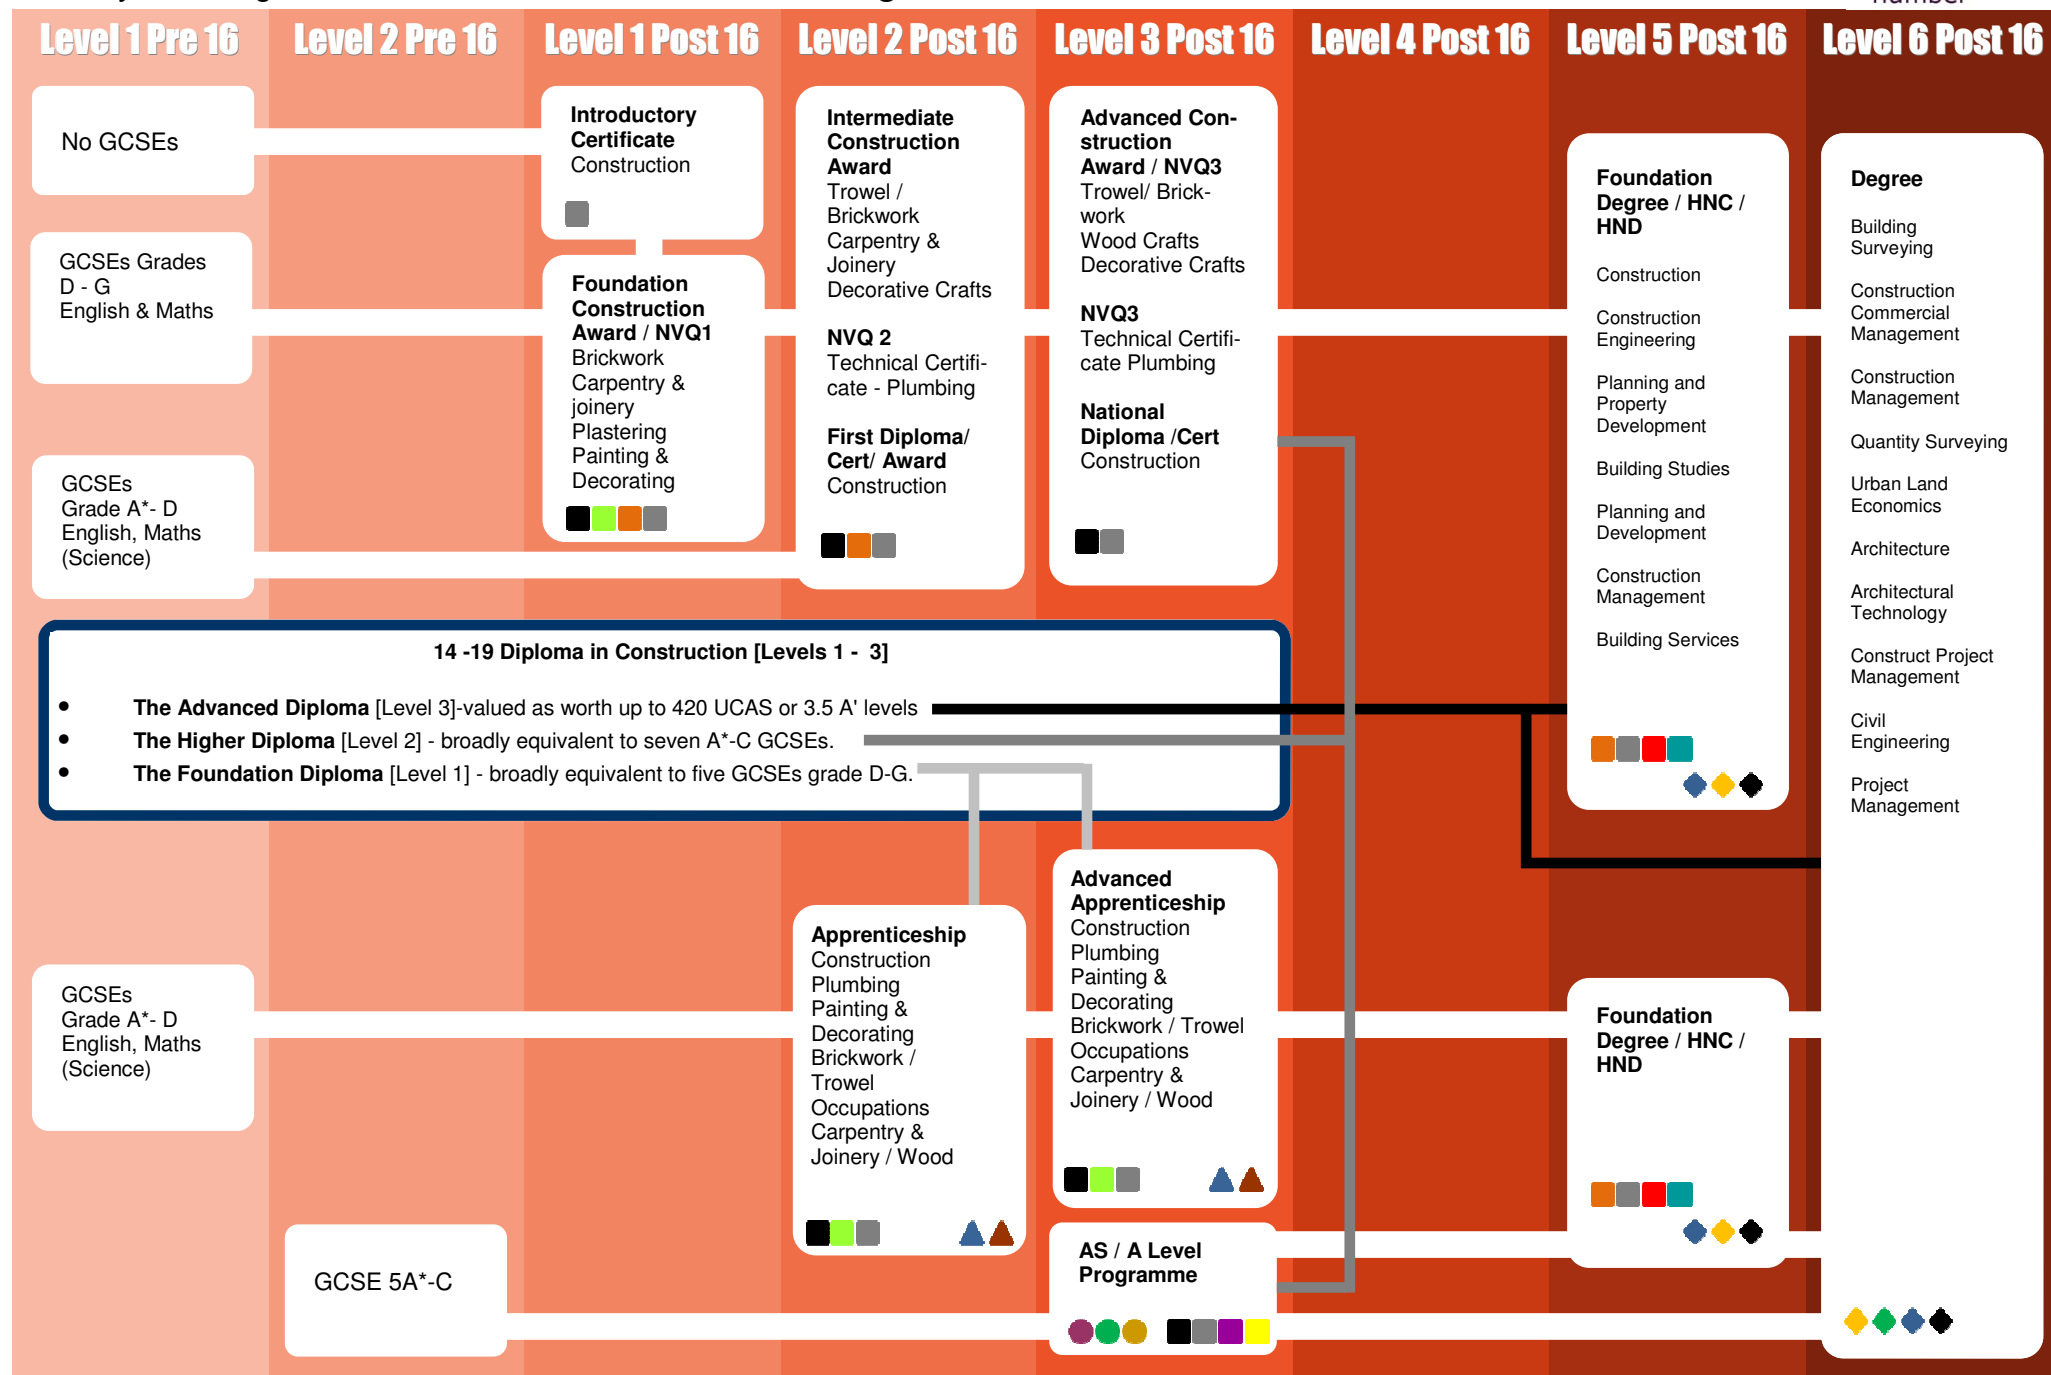 number
Level 1 Pre 16
Level 2 Pre 16
Level 1 Post 16
Level 2 Post 16
Level 3 Post 16
Level 4 Post 16
Level 5 Post 16
Level 6 Post 16
No GCSEs
GCSEs Grades
D - G
English & Maths
GCSEs
Grade A*- D
English, Maths
(Science)
Introductory
Certificate
Construction
Foundation
Construction
Award / NVQ1
Brickwork
Carpentry &
joinery
Plastering
Painting &
Decorating
Intermediate
Construction
Award
Trowel /
Brickwork
Carpentry &
Joinery
Decorative Crafts
NVQ 2
Technical Certifi-
cate - Plumbing
First Diploma/
Cert/ Award
Construction
Advanced Con-
struction
Award / NVQ3
Trowel/ Brick-
work
Wood Crafts
Decorative Crafts
NVQ3
Technical Certifi-
cate Plumbing
National
Diploma /Cert
Construction
Foundation
Degree / HNC /
HND
Construction
Construction
Engineering
Planning and
Property
Development
Building Studies
Planning and
Development
Construction
Management
Building Services
Degree
Building
Surveying
Construction
Commercial
Management
Construction
Management
Quantity Surveying
Urban Land
Economics
Architecture
Architectural
Technology
Construct Project
Management
Civil
Engineering
Project
Management
14 -19 Diploma in Construction [Levels 1 - 3]
• The Advanced Diploma [Level 3]-valued as worth up to 420 UCAS or 3.5 A' levels
• The Higher Diploma [Level 2] - broadly equivalent to seven A*-C GCSEs.
• The Foundation Diploma [Level 1] - broadly equivalent to five GCSEs grade D-G.
GCSEs
Grade A*- D
English, Maths
(Science)
Apprenticeship
Construction
Plumbing
Painting &
Decorating
Brickwork /
Trowel
Occupations
Carpentry &
Joinery / Wood
Advanced
Apprenticeship
Construction
Plumbing
Painting &
Decorating
Brickwork / Trowel
Occupations
Carpentry &
Joinery / Wood
Foundation
Degree / HNC /
HND
GCSE 5A*-C
AS / A Level
Programme